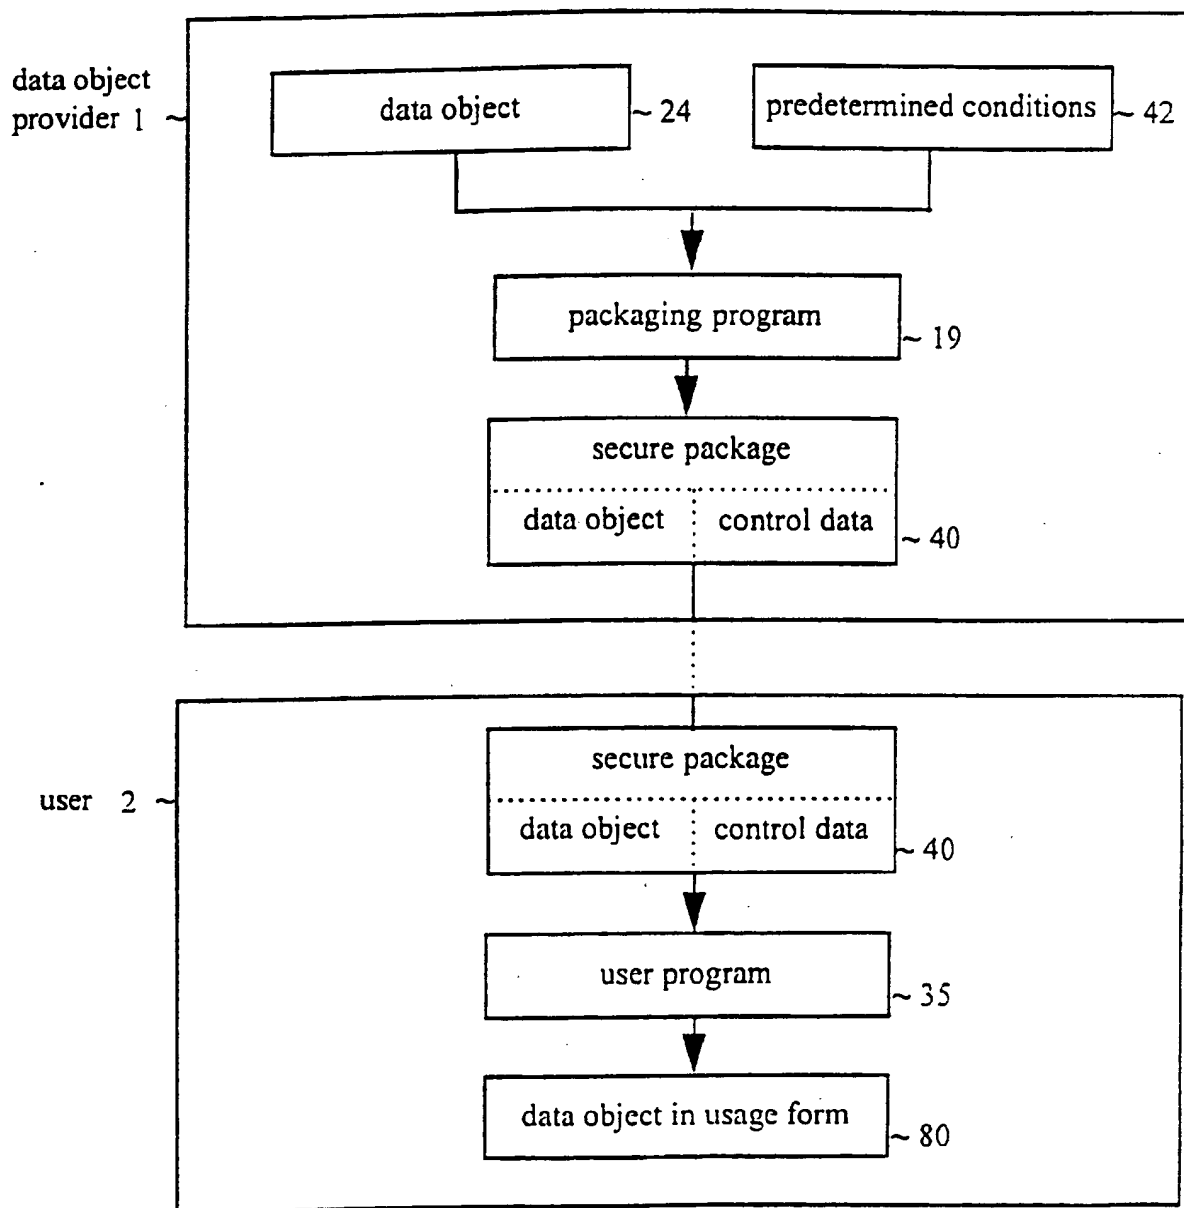 data object
provider 1 ~
data object
~ 24
predetermined conditions
~ 42
packaging program
~ 19
secure package
data object
control data
~ 40
secure package
user 2 ~
data object
control data
~ 40
user program
~ 35
data object in usage form
~ 80